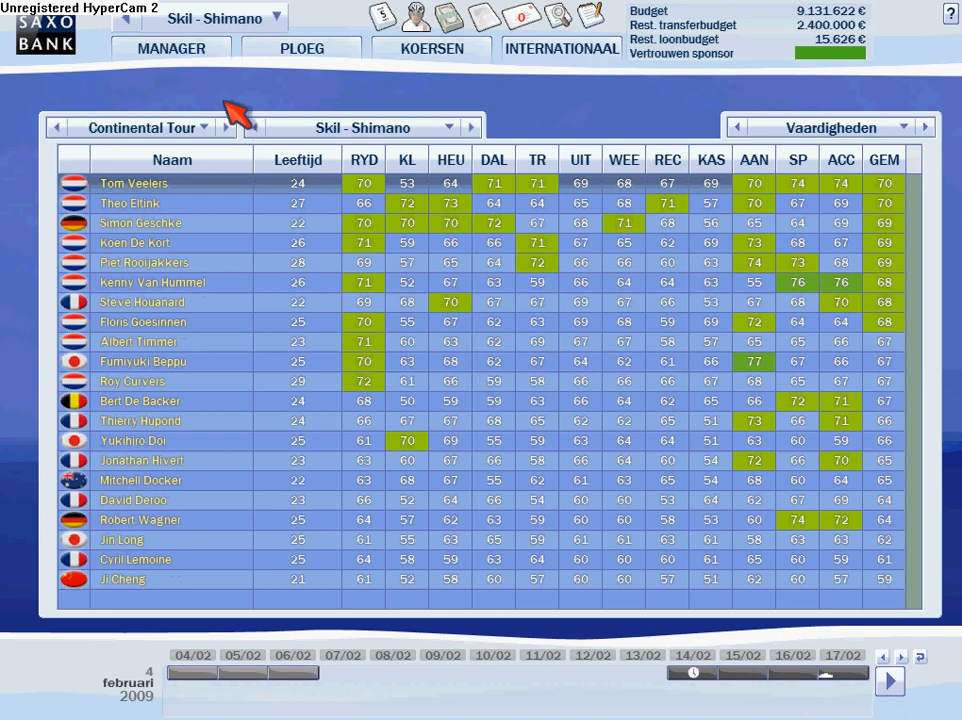 Unregistered HyperCam 2
SAXO
BANK
Skil - Shimano
5
0
Budget 9.131.622 €
Rest. transferbudget 2.400.000 €
Rest. loonbudget 15.626 €
Vertrouwen sponsor
?
MANAGER PLOEG KOERSEN INTERNATIONAAL
Continental Tour Skil - Shimano Vaardigheden
Naam Leeftijd RYD KL HEU DAL TR UIT WEE REC KAS AAN SP ACC GEM
Tom Veelers 24 70 53 64 71 71 69 68 67 69 70 74 74 70
Theo Eltink 27 66 72 73 64 64 65 68 71 57 70 67 69 70
Simon Geschke 22 70 70 70 72 67 68 71 68 56 65 64 69 69
Koen De Kort 26 71 59 66 66 71 67 65 62 69 73 68 67 69
Piet Rooijakkers 28 69 57 65 64 72 66 66 60 63 74 73 68 69
Kenny Van Hummel 26 71 52 67 63 59 66 64 64 63 55 76 76 68
Steve Houanard 22 69 68 70 67 67 69 67 66 53 67 68 70 68
Floris Goesinnen 25 70 55 67 62 63 69 68 59 69 72 64 64 68
Albert Timmer 23 71 60 63 62 69 67 67 58 57 65 65 66 67
Fumiyuki Beppu 25 70 63 68 62 67 64 62 61 66 77 67 66 67
Roy Curvers 29 72 61 66 59 58 66 66 66 67 68 65 67 67
Bert De Backer 24 68 50 59 59 63 66 64 62 65 66 72 71 67
Thierry Hupond 24 66 67 67 68 65 62 62 65 51 73 66 71 66
Yukihiro Doi 25 61 70 69 55 59 63 64 64 51 63 60 59 66
Jonathan Hivert 23 63 60 67 66 58 66 64 60 54 72 66 70 65
Mitchell Docker 22 63 68 67 55 62 61 63 65 54 68 60 64 65
David Deroo 23 66 52 64 66 54 60 60 53 64 62 67 69 64
Robert Wagner 25 64 57 62 63 59 60 60 58 53 60 74 72 64
Jin Long 25 61 55 63 65 59 61 61 63 61 58 63 63 62
Cyril Lemoine 25 64 58 59 63 64 60 60 61 51 65 60 59 61
Ji Cheng 21 61 52 58 60 57 60 60 57 51 62 60 57 59
04/02 05/02 06/02 07/02 08/02 09/02 10/02 11/02 12/02 13/02 14/02 15/02 16/02 17/02
4
februari
2009